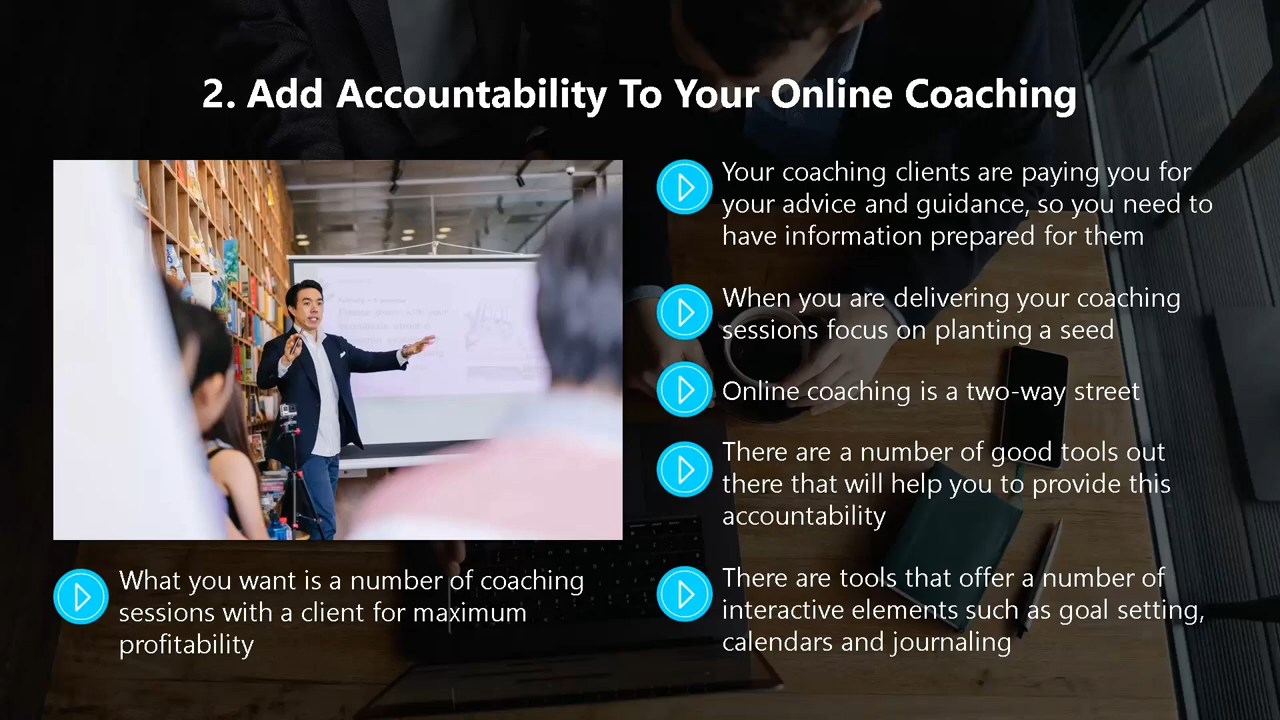 2. Add Accountability To Your Online Coaching
Your coaching clients are paying you for
your advice and guidance, so you need to
have information prepared for them
When you are delivering your coaching
sessions focus on planting a seed
Online coaching is a two-way street
There are a number of good tools out
there that will help you to provide this
accountability
There are tools that offer a number of
interactive elements such as goal setting,
calendars and journaling
What you want is a number of coaching
sessions with a client for maximum
profitability